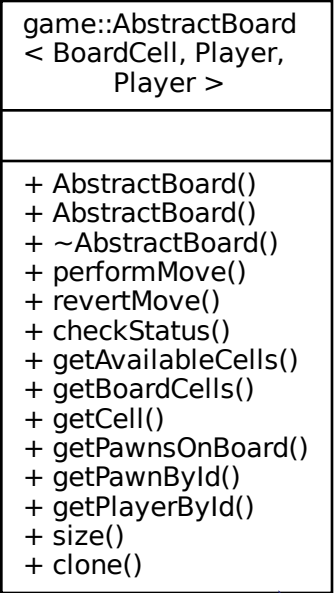 game::AbstractBoard
< BoardCell, Player,
Player >
+ AbstractBoard()
+ AbstractBoard()
+ ~AbstractBoard()
+ performMove()
+ revertMove()
+ checkStatus()
+ getAvailableCells()
+ getBoardCells()
+ getCell()
+ getPawnsOnBoard()
+ getPawnById()
+ getPlayerById()
+ size()
+ clone()